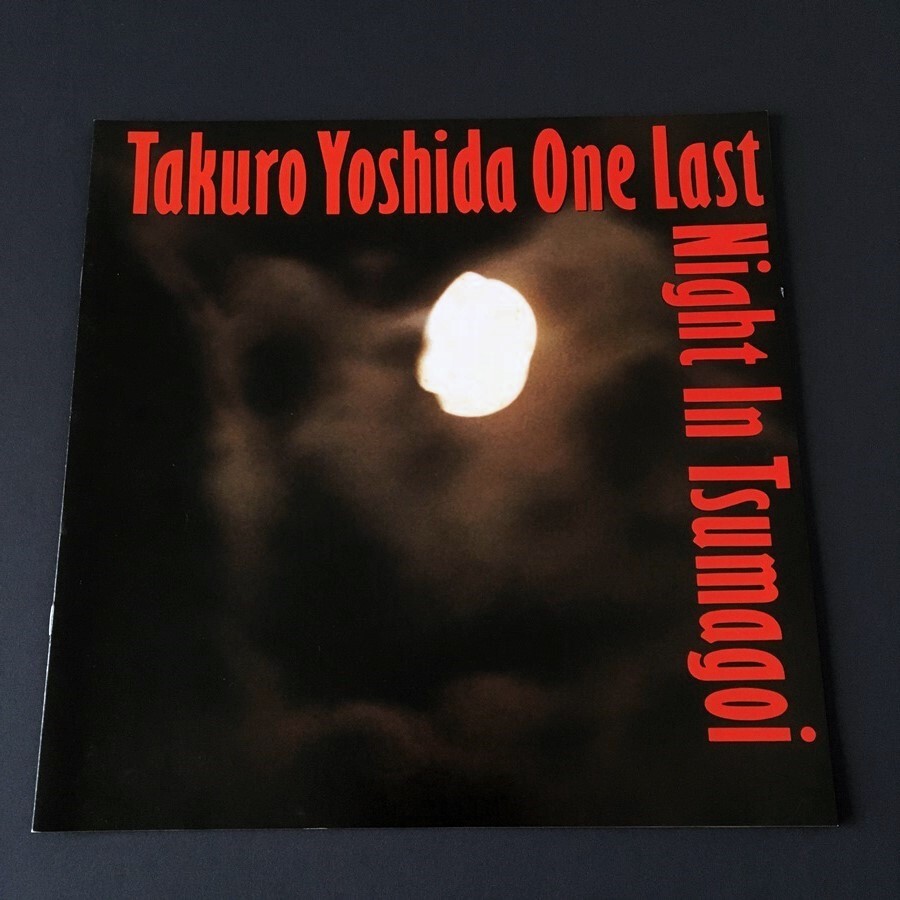 Takuro Yoshida One Last
Night In Tsumagoi